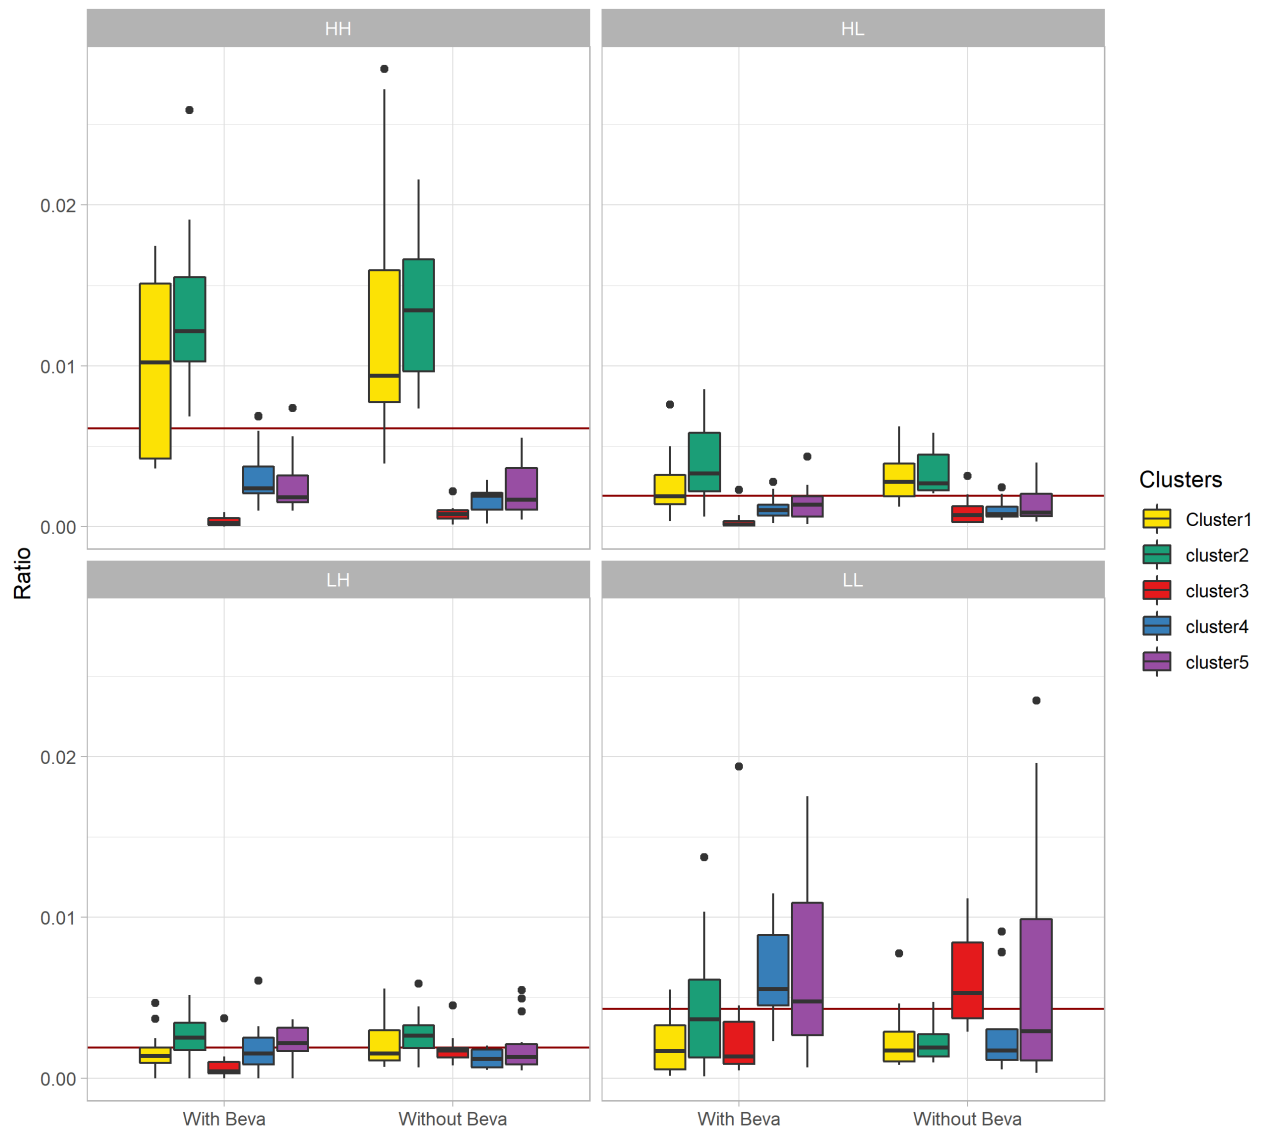 HH
HL
0.02
0.01
0.00
LH
LL
0.02
0.01
0.00
Ratio
With Beva
Without Beva
With Beva
Without Beva
Clusters
Cluster1
cluster2
cluster3
cluster4
cluster5